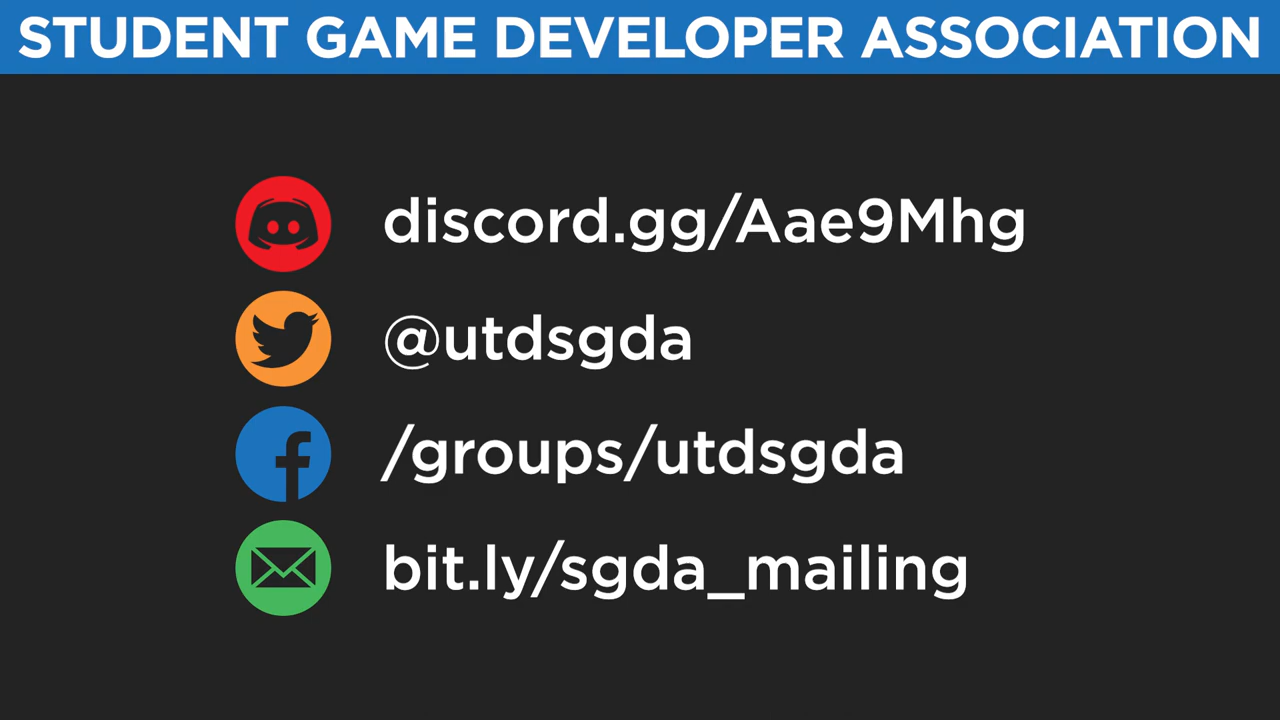 STUDENT GAME DEVELOPER ASSOCIATION
discord.gg/Aae9Mhg
@utdsgda
/groups/utdsgda
bit.ly/sgda_mailing